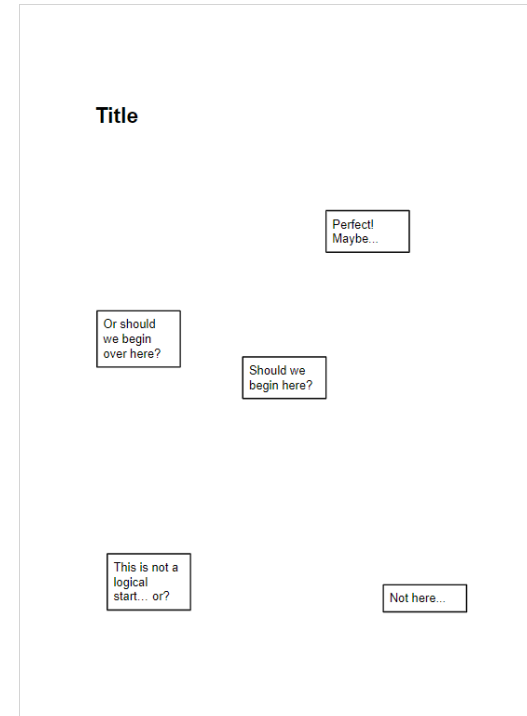 Title
Perfect!
Maybe...
Or should
we begin
over here?
Should we
begin here?
This is not a
logical
start... or?
Not here...